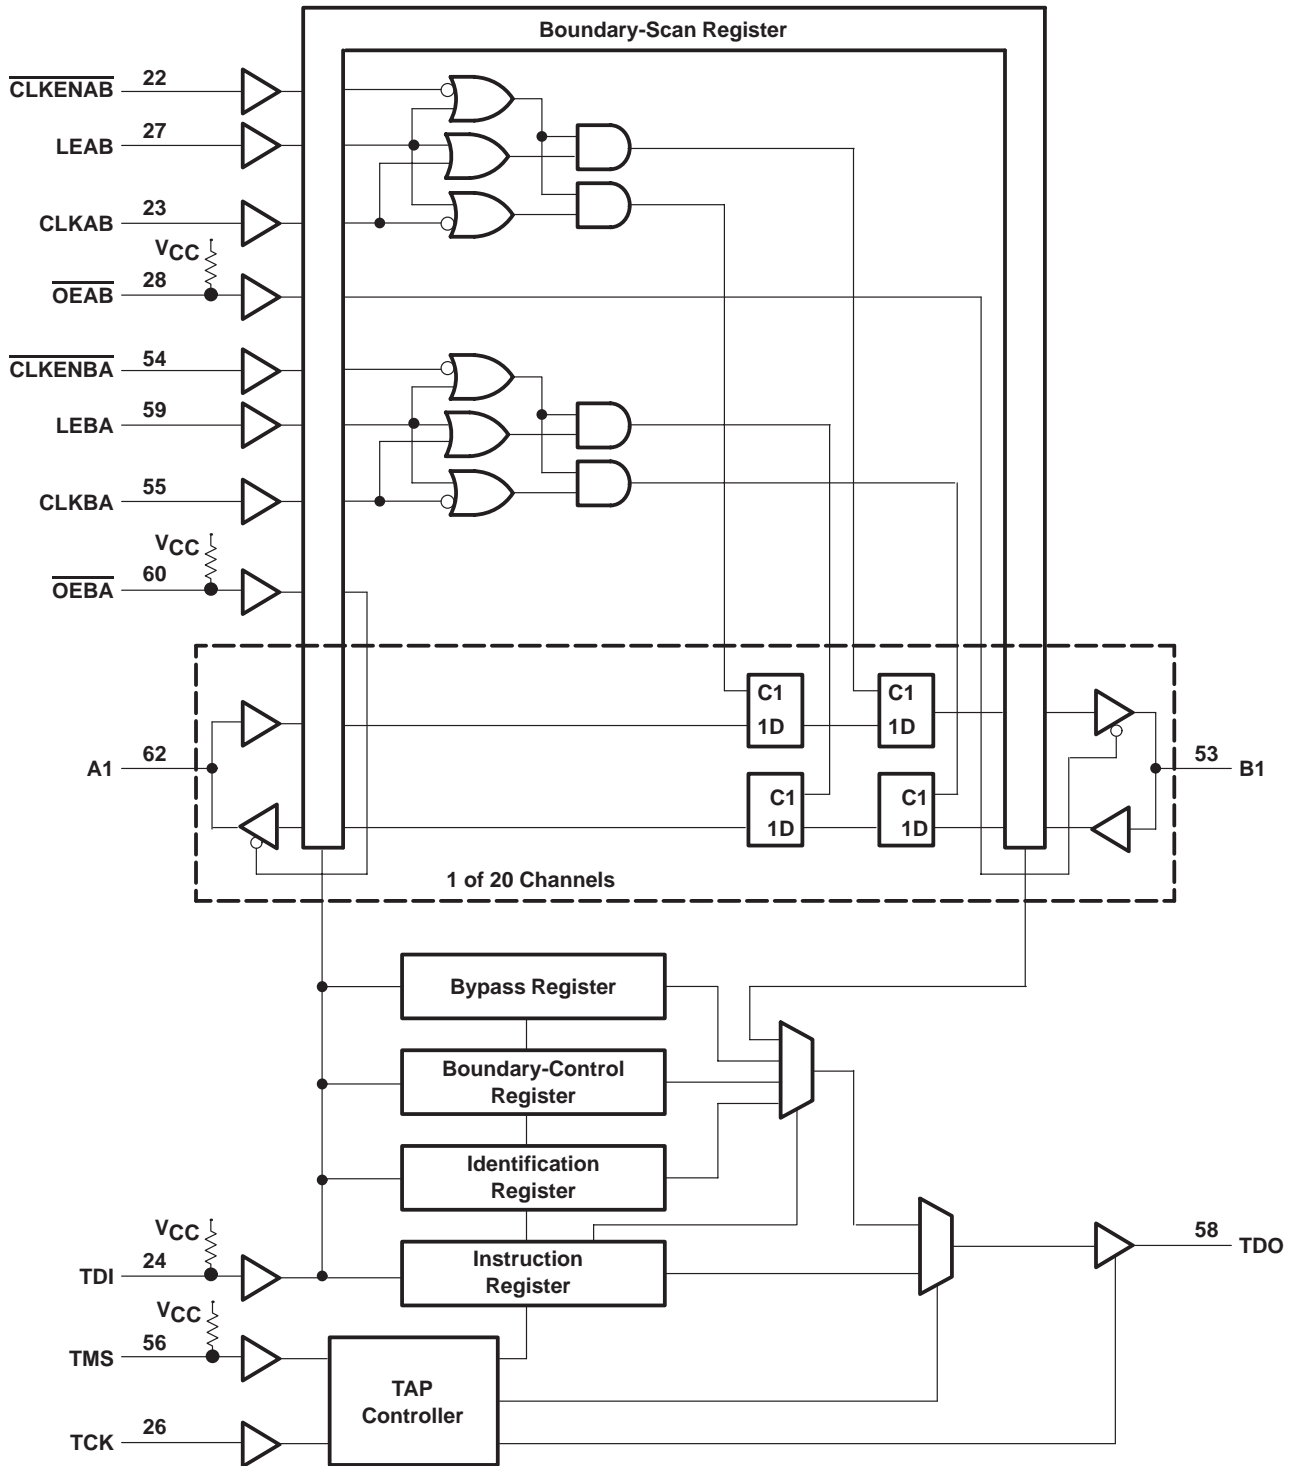 Boundary-Scan Register
CLKENAB 22
LEAB 27
CLKAB 23
VCC
OEAB 28
CLKENBA 54
LEBA 59
CLKBA 55
VCC
OEBA 60
C1
1D
C1
1D
A1 62
53 B1
C1
1D
C1
1D
1 of 20 Channels
Bypass Register
Boundary-Control
Register
Identification
Register
VCC
TDI 24
Instruction
Register
58 TDO
VCC
TMS 56
TAP
Controller
TCK 26